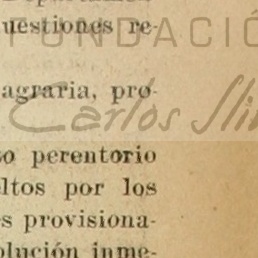 uestiones re-
FUNDACIÓ
agraria, pro-
Carlos Sli
o perentorio
ltos por los
s provisiona-
olución inme-